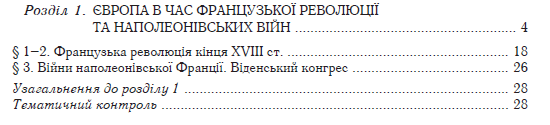 Розділ 1. ЄВРОПА В ЧАС ФРАНЦУЗЬКОЇ РЕВОЛЮЦІЇ
ТА НАПОЛЕОНІВСЬКИХ ВІЙН ........................................................ 4
§ 1–2. Французька революція кінця XVIII ст. ........................................................ 18
§ 3. Війни наполеонівської Франції. Віденський конгрес ........................................ 26
Узагальнення до розділу 1 ........................................................................... 28
Тематичний контроль ................................................................................ 28